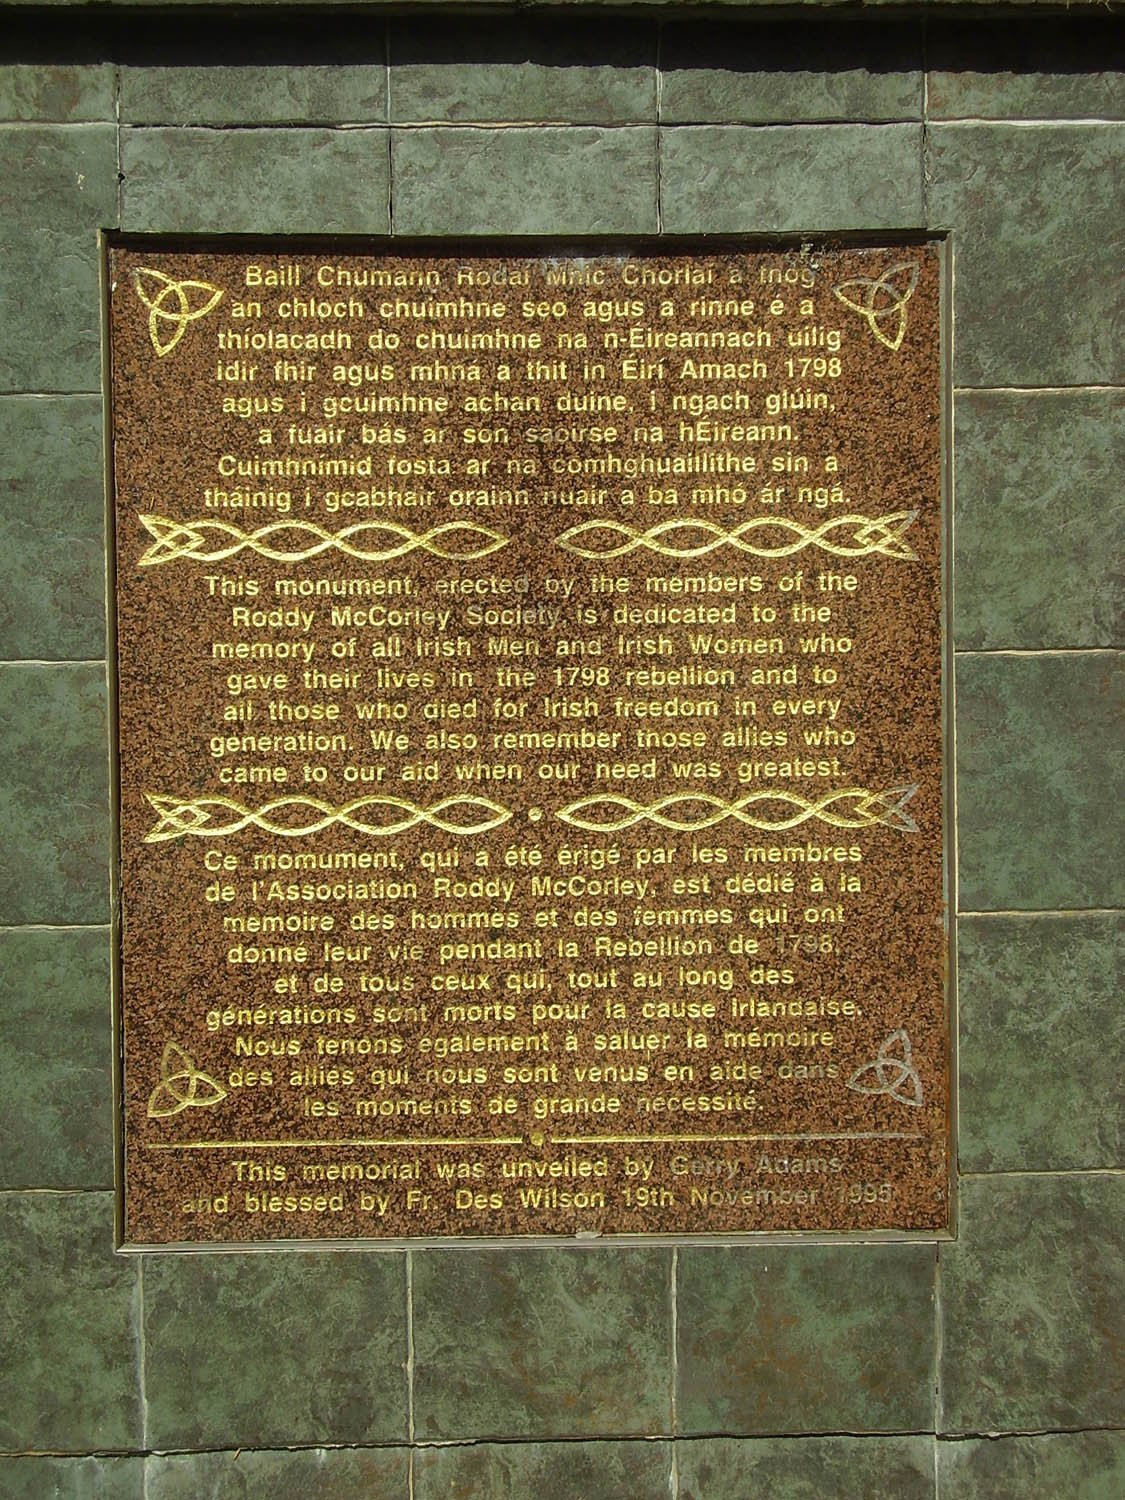 Baill Chumann Rodaí Mhic Chorlaí a thóg
an chloch chuimhne seo agus a rinne é a
thíolacadh do chuimhne na n-Éireannach uilig
idir fhir agus mhná a thit in Éirí Amach 1798
agus i gcuimhne achan duine, i ngach glúin,
a fuair bás ar son saoirse na hÉireann.
Cuimhnímid fosta ar na comhghuaillithe sin a
tháinig i gcabhair orainn nuair a ba mhó ár ngá.
This monument, erected by the members of the
Roddy McCorley Society, is dedicated to the
memory of all Irish Men and Irish Women who
gave their lives in the 1798 rebellion and to
all those who died for Irish freedom in every
generation. We also remember those allies who
came to our aid when our need was greatest.
Ce momument, qui a été érigé par les membres
de l'Association Roddy McCorley, est dédié à la
memoire des hommes et des femmes qui ont
donné leur vie pendant la Rebellion de 1798,
et de tous ceux qui, tout au long des
générations sont morts pour la cause Irlandaise.
Nous tenons également à saluer la mémoire
des alliés qui nous sont venus en aide dans
les moments de grande nécessité.
This memorial was unveiled by Gerry Adams
and blessed by Fr. Des Wilson 19th November 1995